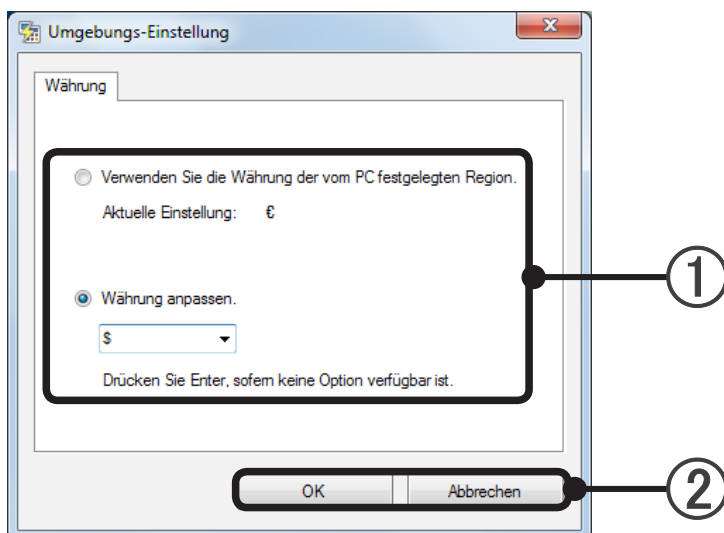 Umgebungs-Einstellung
Währung
Verwenden Sie die Währung der vom PC festgelegten Region.
Aktuelle Einstellung: €
Währung anpassen.
$
Drücken Sie Enter, sofern keine Option verfügbar ist.
①
OK Abbrechen
②